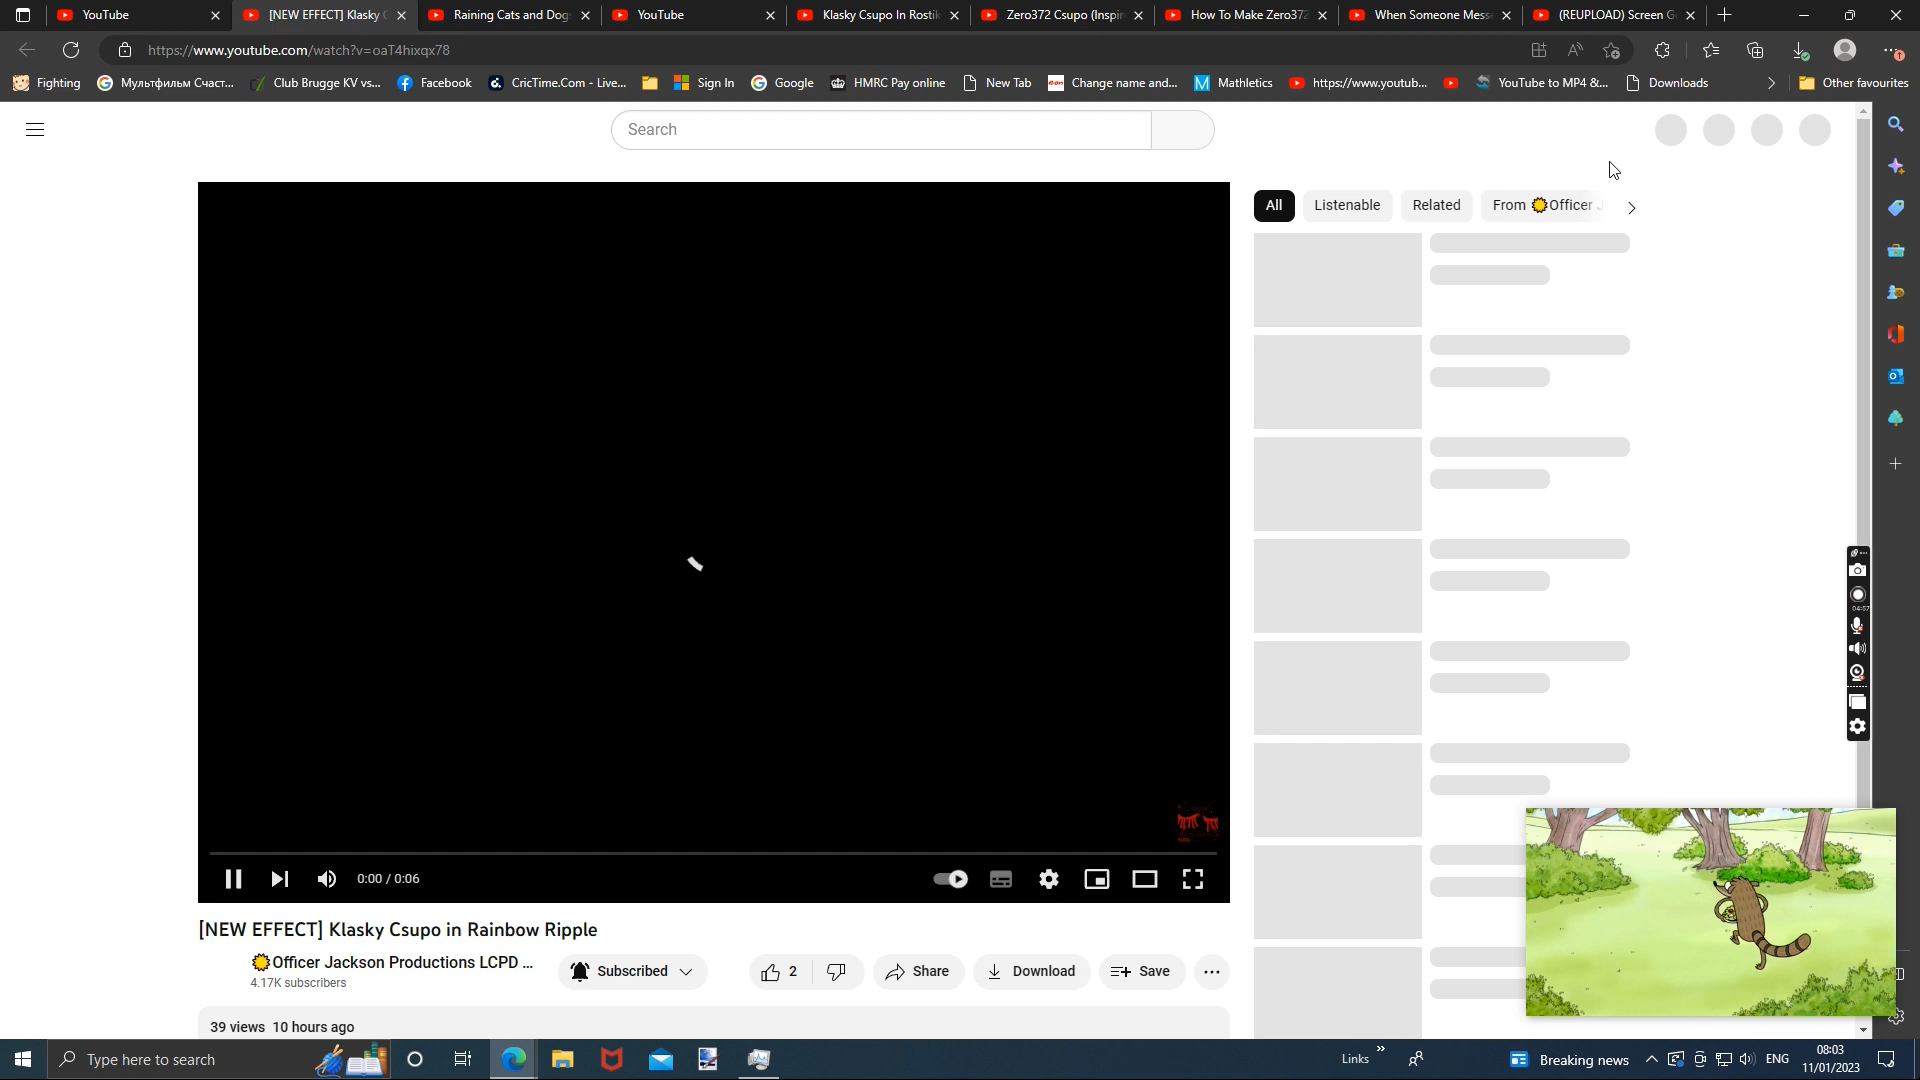 YouTube
[NEW EFFECT] Klasky C
Raining Cats and Dog
YouTube
Klasky Csupo In Rosti
Zero372 Csupo (Inspi
How To Make Zero37
When Someone Mess
(REUPLOAD) Screen G
https://www.youtube.com/watch?v=oaT4hixqx78
Fighting
Мультфильм Счаст...
Club Brugge KV vs...
Facebook
CricTime.Com - Live...
Sign In
Google
HMRC Pay online
New Tab
Change name and...
Mathletics
https://www.youtub...
YouTube to MP4 &...
Downloads
Other favourites
Search
All
Listenable
Related
From Officer J
04:57
0:00 / 0:06
[NEW EFFECT] Klasky Csupo in Rainbow Ripple
Officer Jackson Productions LCPD ...
4.17K subscribers
Subscribed
2
Share
Download
Save
39 views 10 hours ago
Type here to search
Links
Breaking news
ENG
08:03
11/01/2023